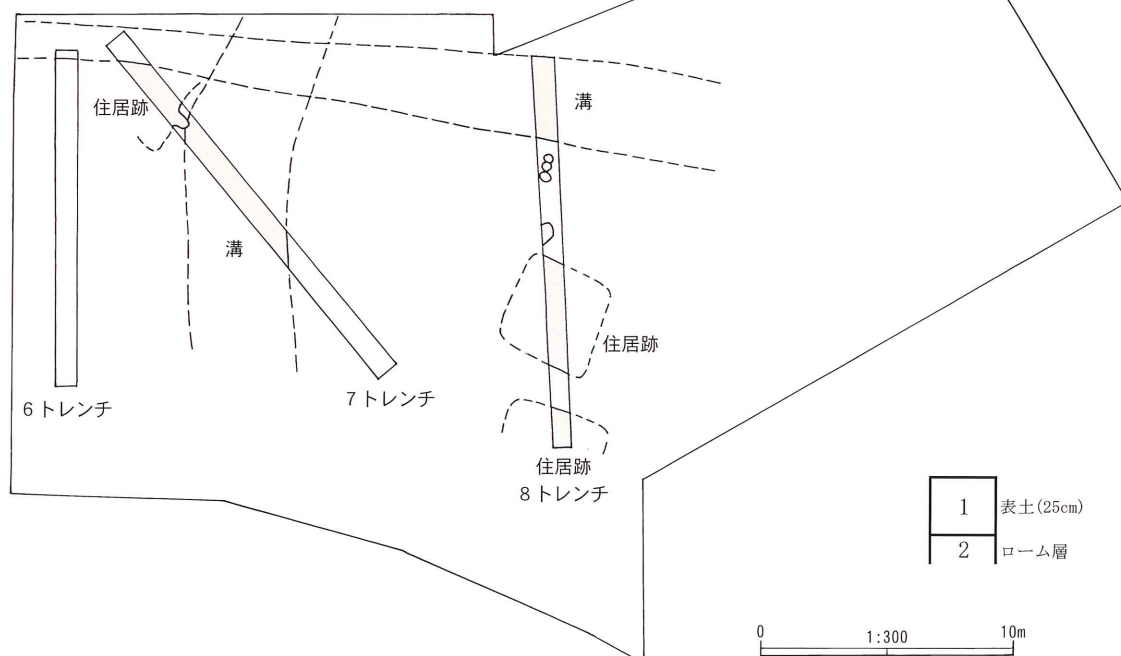 住居跡
溝
溝
住居跡
6トレンチ
7トレンチ
住居跡
8トレンチ
1 表土(25cm)
2 ローム層
0 1:300 10m